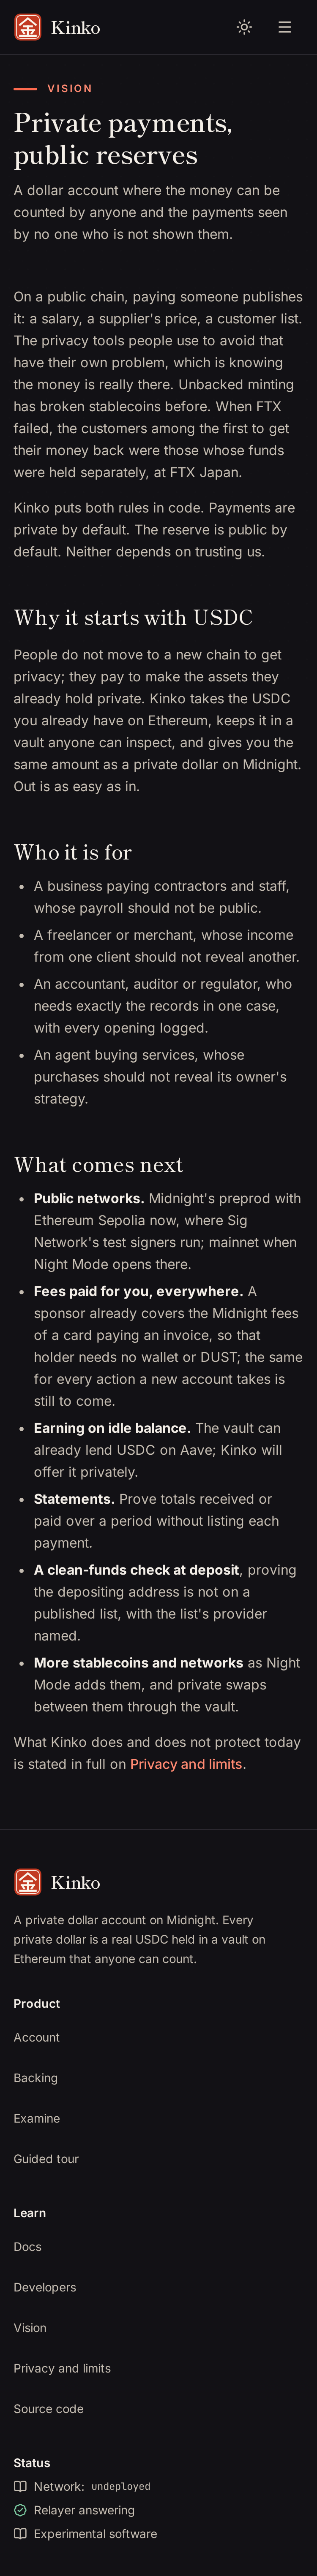 金 Kinko
VISION
Private payments,
public reserves
A dollar account where the money can be
counted by anyone and the payments seen
by no one who is not shown them.
On a public chain, paying someone publishes
it: a salary, a supplier's price, a customer list.
The privacy tools people use to avoid that
have their own problem, which is knowing
the money is really there. Unbacked minting
has broken stablecoins before. When FTX
failed, the customers among the first to get
their money back were those whose funds
were held separately, at FTX Japan.
Kinko puts both rules in code. Payments are
private by default. The reserve is public by
default. Neither depends on trusting us.
Why it starts with USDC
People do not move to a new chain to get
privacy; they pay to make the assets they
already hold private. Kinko takes the USDC
you already have on Ethereum, keeps it in a
vault anyone can inspect, and gives you the
same amount as a private dollar on Midnight.
Out is as easy as in.
Who it is for
• A business paying contractors and staff,
whose payroll should not be public.
• A freelancer or merchant, whose income
from one client should not reveal another.
• An accountant, auditor or regulator, who
needs exactly the records in one case,
with every opening logged.
• An agent buying services, whose
purchases should not reveal its owner's
strategy.
What comes next
• Public networks. Midnight's preprod with
Ethereum Sepolia now, where Sig
Network's test signers run; mainnet when
Night Mode opens there.
• Fees paid for you, everywhere. A
sponsor already covers the Midnight fees
of a card paying an invoice, so that
holder needs no wallet or DUST; the same
for every action a new account takes is
still to come.
• Earning on idle balance. The vault can
already lend USDC on Aave; Kinko will
offer it privately.
• Statements. Prove totals received or
paid over a period without listing each
payment.
• A clean-funds check at deposit, proving
the depositing address is not on a
published list, with the list's provider
named.
• More stablecoins and networks as Night
Mode adds them, and private swaps
between them through the vault.
What Kinko does and does not protect today
is stated in full on Privacy and limits.
金 Kinko
A private dollar account on Midnight. Every
private dollar is a real USDC held in a vault on
Ethereum that anyone can count.
Product
Account
Backing
Examine
Guided tour
Learn
Docs
Developers
Vision
Privacy and limits
Source code
Status
Network: undeployed
Relayer answering
Experimental software